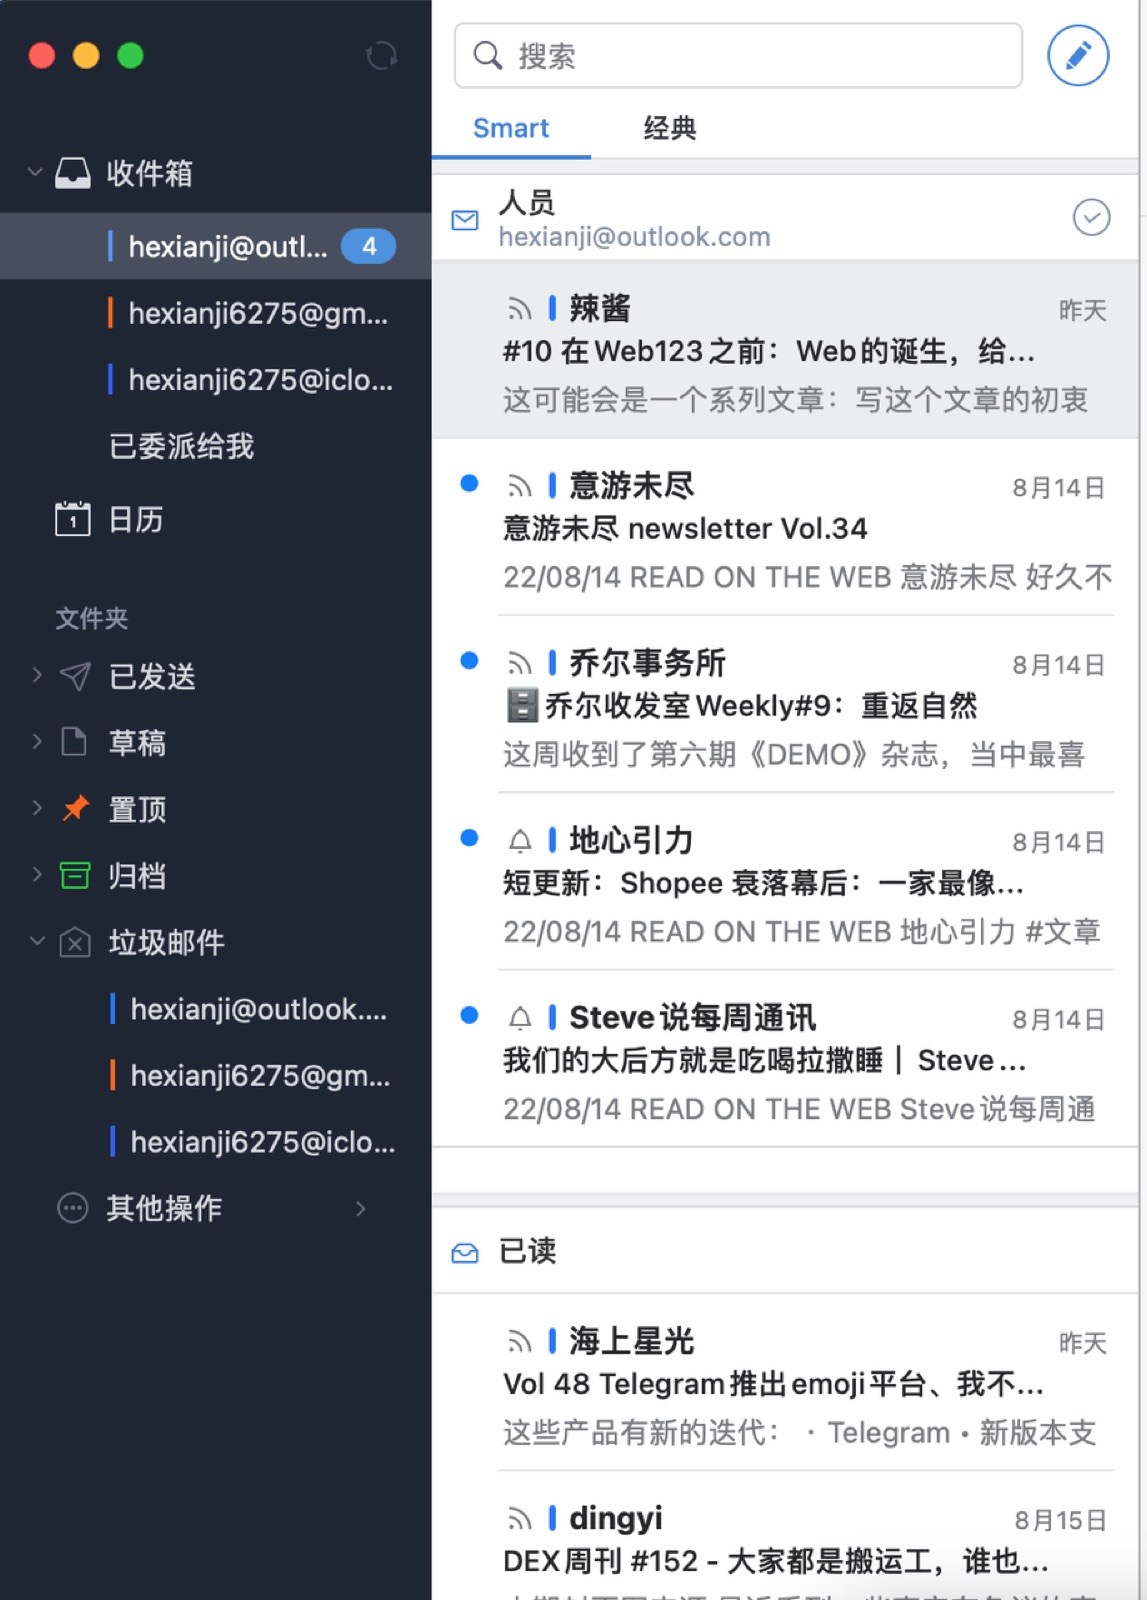 收件箱
hexianji@outl... 4
hexianji6275@gm...
hexianji6275@iclo...
已委派给我
1 日历
文件夹
已发送
草稿
置顶
归档
垃圾邮件
hexianji@outlook....
hexianji6275@gm...
hexianji6275@iclo...
其他操作
搜索
Smart 经典
人员
hexianji@outlook.com
辣酱 昨天
#10 在Web123之前：Web的诞生，给...
这可能会是一个系列文章：写这个文章的初衷
意游未尽 8月14日
意游未尽 newsletter Vol.34
22/08/14 READ ON THE WEB 意游未尽 好久不
乔尔事务所 8月14日
🗄️乔尔收发室Weekly#9：重返自然
这周收到了第六期《DEMO》杂志，当中最喜
地心引力 8月14日
短更新：Shopee 衰落幕后：一家最像...
22/08/14 READ ON THE WEB 地心引力 #文章
Steve说每周通讯 8月14日
我们的大后方就是吃喝拉撒睡｜Steve...
22/08/14 READ ON THE WEB Steve说每周通
已读
海上星光 昨天
Vol 48 Telegram推出emoji平台、我不...
这些产品有新的迭代： · Telegram • 新版本支
dingyi 8月15日
DEX周刊 #152 - 大家都是搬运工，谁也...